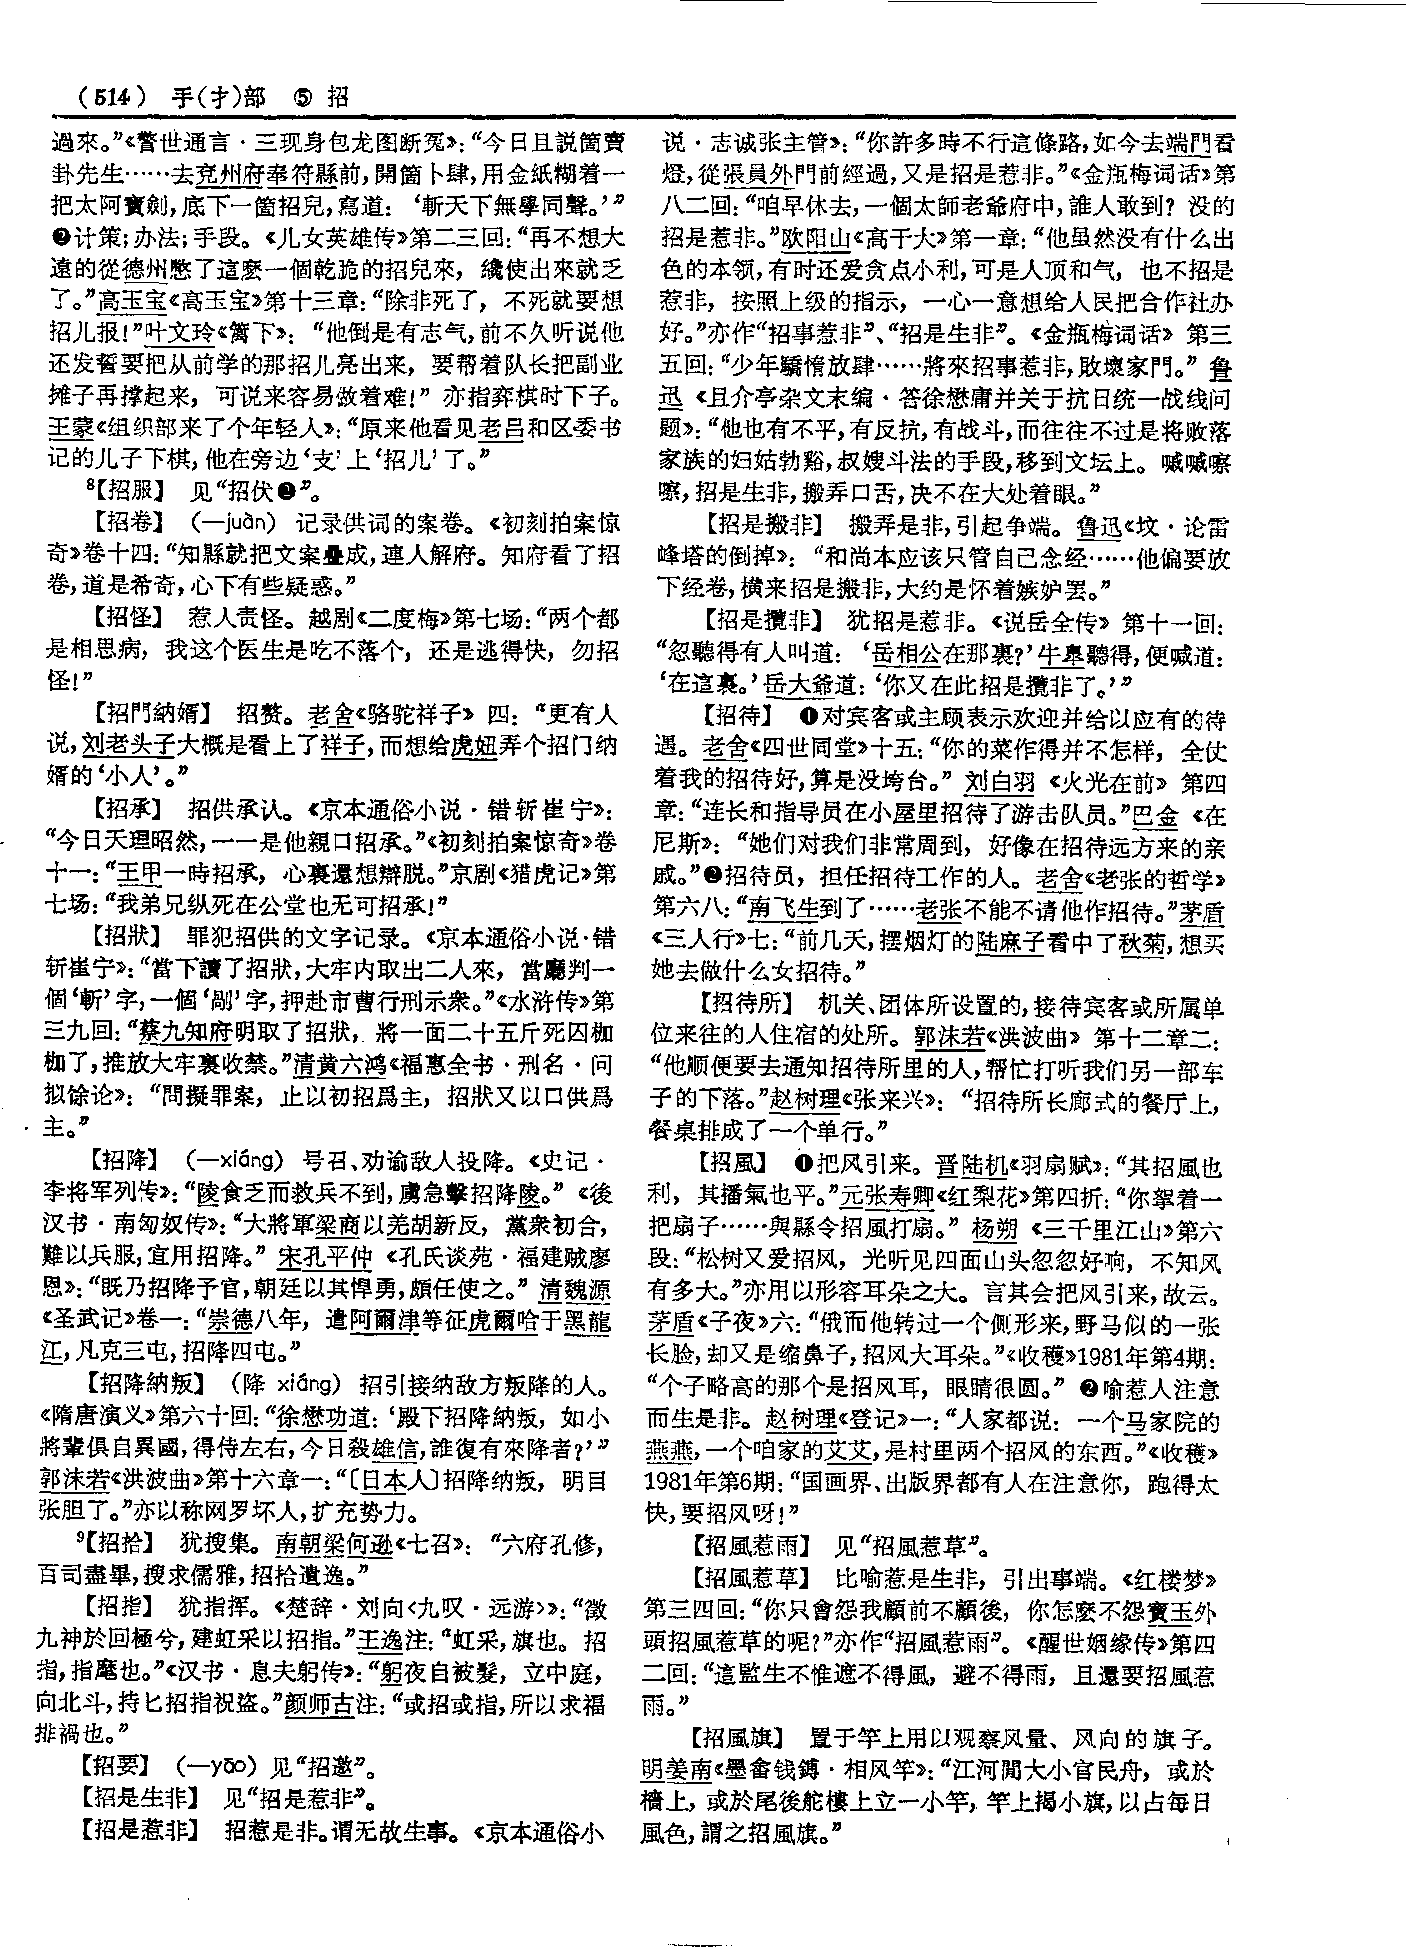 (514) 手(扌)部 ⑤ 招
過來。”《警世通言·三现身包龙图断冤》：“今日且説箇賣
卦先生……去兗州府奉符縣前，開箇卜肆，用金紙糊着一
把太阿寶劍，底下一箇招兒，寫道：‘斬天下無學同聲。’”
❷计策；办法；手段。《儿女英雄传》第二三回：“再不想大
遠的從德州憋了這麽一個乾跪的招兒來，纔使出來就乏
了。”高玉宝《高玉宝》第十三章：“除非死了，不死就要想
招儿报！”叶文玲《篱下》：“他倒是有志气，前不久听说他
还发誓要把从前学的那招儿亮出来，要帮着队长把副业
摊子再撑起来，可说来容易做着难！”亦指弈棋时下子。
王蒙《组织部来了个年轻人》：“原来他看见老吕和区委书
记的儿子下棋，他在旁边‘支’上‘招儿’了。”
⁸【招服】 见“招伏❷”。
【招卷】 （—juàn）记录供词的案卷。《初刻拍案惊
奇》卷十四：“知縣就把文案疊成，連人解府。知府看了招
卷，道是希奇，心下有些疑惑。”
【招怪】 惹人责怪。越剧《二度梅》第七场：“两个都
是相思病，我这个医生是吃不落个，还是逃得快，勿招
怪！”
【招門納婿】 招赘。老舍《骆驼祥子》四：“更有人
说，刘老头子大概是看上了祥子，而想给虎妞弄个招门纳
婿的‘小人’。”
【招承】 招供承认。《京本通俗小说·错斩崔宁》：
“今日天理昭然，一一是他親口招承。”《初刻拍案惊奇》卷
十一：“王甲一時招承，心裏還想辯脱。”京剧《猎虎记》第
七场：“我弟兄纵死在公堂也无可招承！”
【招狀】 罪犯招供的文字记录。《京本通俗小说·错
斩崔宁》：“當下讀了招狀，大牢内取出二人來，當廳判一
個‘斬’字，一個‘剮’字，押赴市曹行刑示衆。”《水浒传》第
三九回：“蔡九知府明取了招狀，將一面二十五斤死囚枷
枷了，推放大牢裏收禁。”清黄六鸿《福惠全书·刑名·问
拟馀论》：“問擬罪案，止以初招爲主，招狀又以口供爲
主。”
【招降】 （—xiáng）号召、劝谕敌人投降。《史记·
李将军列传》：“陵食乏而救兵不到，虜急擊招降陵。”《後
汉书·南匈奴传》：“大將軍梁商以羌胡新反，黨衆初合，
難以兵服，宜用招降。”宋孔平仲《孔氏谈苑·福建贼廖
恩》：“既乃招降予官，朝廷以其悍勇，頗任使之。”清魏源
《圣武记》卷一：“崇德八年，遣阿爾津等征虎爾哈于黑龍
江，凡克三屯，招降四屯。”
【招降納叛】 （降 xiáng）招引接纳敌方叛降的人。
《隋唐演义》第六十回：“徐懋功道：‘殿下招降納叛，如小
將輩俱自異國，得侍左右，今日殺雄信，誰復有來降者？’”
郭沫若《洪波曲》第十六章一：“〔日本人〕招降纳叛，明目
张胆了。”亦以称网罗坏人，扩充势力。
⁹【招拾】 犹搜集。南朝梁何逊《七召》：“六府孔修，
百司盡畢，搜求儒雅，招拾遺逸。”
【招指】 犹指挥。《楚辞·刘向〈九叹·远游〉》：“徵
九神於回極兮，建虹采以招指。”王逸注：“虹采，旗也。招
指，指麾也。”《汉书·息夫躬传》：“躬夜自被髮，立中庭，
向北斗，持匕招指祝盜。”颜师古注：“或招或指，所以求福
排禍也。”
【招要】 （—yāo）见“招邀”。
【招是生非】 见“招是惹非”。
【招是惹非】 招惹是非。谓无故生事。《京本通俗小
说·志诚张主管》：“你許多時不行這條路，如今去端門看
燈，從張員外門前經過，又是招是惹非。”《金瓶梅词话》第
八二回：“咱早休去，一個太師老爺府中，誰人敢到？没的
招是惹非。”欧阳山《高干大》第一章：“他虽然没有什么出
色的本领，有时还爱贪点小利，可是人顶和气，也不招是
惹非，按照上级的指示，一心一意想给人民把合作社办
好。”亦作“招事惹非”、“招是生非”。《金瓶梅词话》第三
五回：“少年驕惰放肆……將來招事惹非，敗壞家門。”鲁
迅《且介亭杂文末编·答徐懋庸并关于抗日统一战线问
题》：“他也有不平，有反抗，有战斗，而往往不过是将败落
家族的妇姑勃谿，叔嫂斗法的手段，移到文坛上。嘁嘁嚓
嚓，招是生非，搬弄口舌，决不在大处着眼。”
【招是搬非】 搬弄是非，引起争端。鲁迅《坟·论雷
峰塔的倒掉》：“和尚本应该只管自己念经……他偏要放
下经卷，横来招是搬非，大约是怀着嫉妒罢。”
【招是攬非】 犹招是惹非。《说岳全传》第十一回：
“忽聽得有人叫道：‘岳相公在那裏？’牛皋聽得，便喊道：
‘在這裏。’岳大爺道：‘你又在此招是攬非了。’”
【招待】 ❶对宾客或主顾表示欢迎并给以应有的待
遇。老舍《四世同堂》十五：“你的菜作得并不怎样，全仗
着我的招待好，算是没垮台。”刘白羽《火光在前》第四
章：“连长和指导员在小屋里招待了游击队员。”巴金《在
尼斯》：“她们对我们非常周到，好像在招待远方来的亲
戚。”❷招待员，担任招待工作的人。老舍《老张的哲学》
第六八：“南飞生到了……老张不能不请他作招待。”茅盾
《三人行》七：“前几天，摆烟灯的陆麻子看中了秋菊，想买
她去做什么女招待。”
【招待所】 机关、团体所设置的，接待宾客或所属单
位来往的人住宿的处所。郭沫若《洪波曲》第十二章二：
“他顺便要去通知招待所里的人，帮忙打听我们另一部车
子的下落。”赵树理《张来兴》：“招待所长廊式的餐厅上，
餐桌排成了一个单行。”
【招風】 ❶把风引来。晋陆机《羽扇赋》：“其招風也
利，其播氣也平。”元张寿卿《红梨花》第四折：“你拏着一
把扇子……與縣令招風打扇。”杨朔《三千里江山》第六
段：“松树又爱招风，光听见四面山头忽忽好响，不知风
有多大。”亦用以形容耳朵之大。言其会把风引来，故云。
茅盾《子夜》六：“俄而他转过一个侧形来，野马似的一张
长脸，却又是缩鼻子，招风大耳朵。”《收穫》1981年第4期：
“个子略高的那个是招风耳，眼睛很圆。”❷喻惹人注意
而生是非。赵树理《登记》一：“人家都说：一个马家院的
燕燕，一个咱家的艾艾，是村里两个招风的东西。”《收穫》
1981年第6期：“国画界、出版界都有人在注意你，跑得太
快，要招风呀！”
【招風惹雨】 见“招風惹草”。
【招風惹草】 比喻惹是生非，引出事端。《红楼梦》
第三四回：“你只會怨我顧前不顧後，你怎麽不怨寶玉外
頭招風惹草的呢？”亦作“招風惹雨”。《醒世姻缘传》第四
二回：“這監生不惟遮不得風，避不得雨，且還要招風惹
雨。”
【招風旗】 置于竿上用以观察风量、风向的旗子。
明姜南《墨畲钱鎛·相风竿》：“江河閒大小官民舟，或於
檣上，或於尾後舵樓上立一小竿，竿上揭小旗，以占每日
風色，謂之招風旗。”